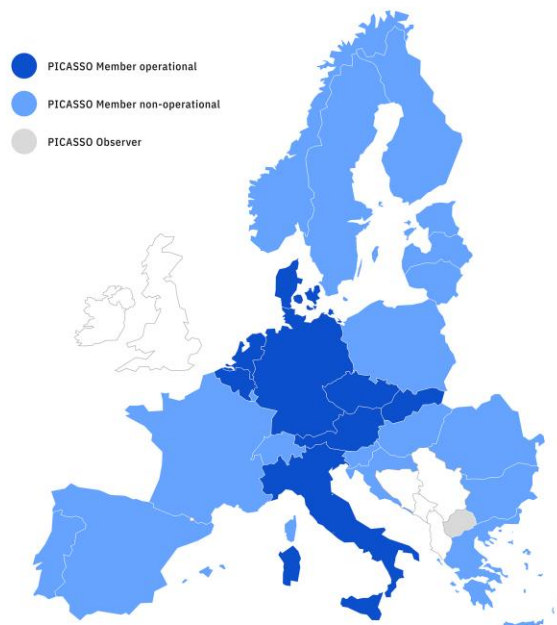 PICASSO Member operational
PICASSO Member non-operational
PICASSO Observer